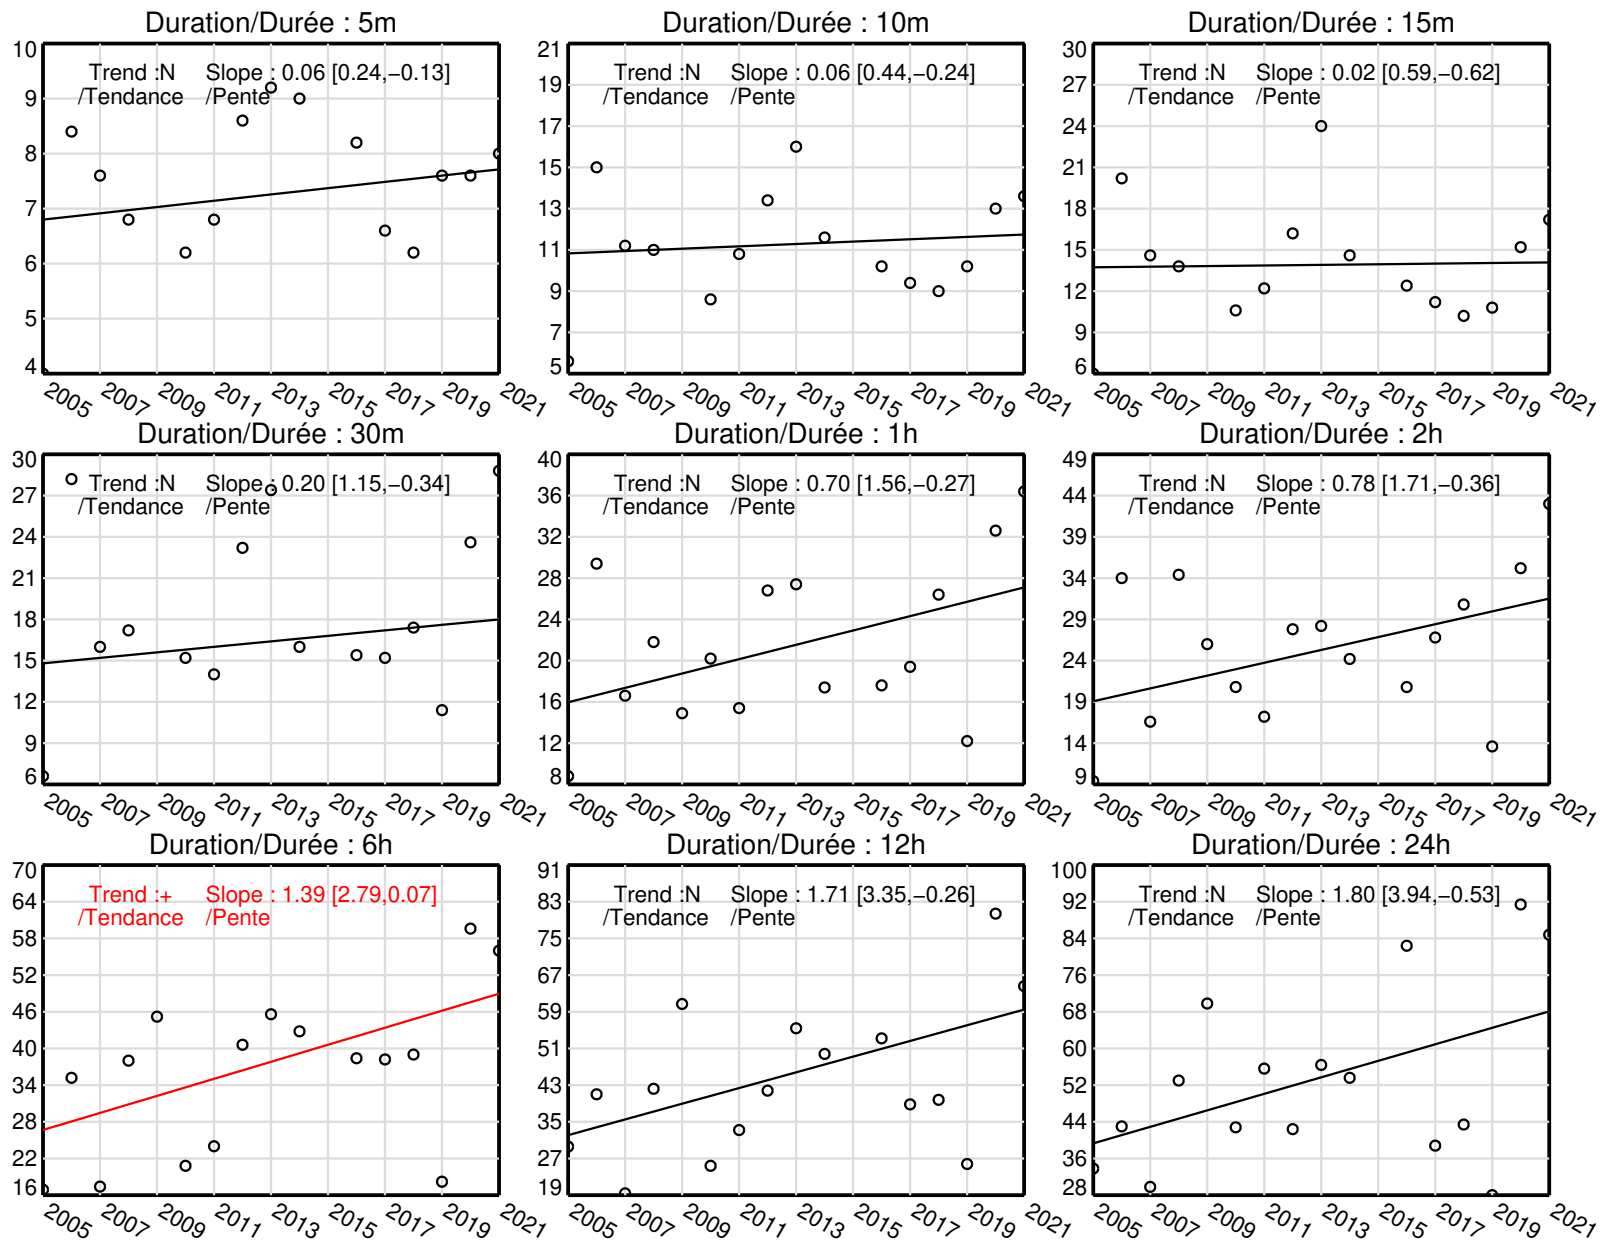 Duration/Durée : 5m
Trend :N Slope : 0.06 [0.24,−0.13]
/Tendance /Pente
10
9
8
7
6
5
4
2005 2007 2009 2011 2013 2015 2017 2019 2021
Duration/Durée : 10m
Trend :N Slope : 0.06 [0.44,−0.24]
/Tendance /Pente
21
19
17
15
13
11
9
7
5
2005 2007 2009 2011 2013 2015 2017 2019 2021
Duration/Durée : 15m
Trend :N Slope : 0.02 [0.59,−0.62]
/Tendance /Pente
30
27
24
21
18
15
12
9
6
2005 2007 2009 2011 2013 2015 2017 2019 2021
Duration/Durée : 30m
Trend :N Slope : 0.20 [1.15,−0.34]
/Tendance /Pente
30
27
24
21
18
15
12
9
6
2005 2007 2009 2011 2013 2015 2017 2019 2021
Duration/Durée : 1h
Trend :N Slope : 0.70 [1.56,−0.27]
/Tendance /Pente
40
36
32
28
24
20
16
12
8
2005 2007 2009 2011 2013 2015 2017 2019 2021
Duration/Durée : 2h
Trend :N Slope : 0.78 [1.71,−0.36]
/Tendance /Pente
49
44
39
34
29
24
19
14
9
2005 2007 2009 2011 2013 2015 2017 2019 2021
Duration/Durée : 6h
Trend :+ Slope : 1.39 [2.79,0.07]
/Tendance /Pente
70
64
58
52
46
40
34
28
22
16
2005 2007 2009 2011 2013 2015 2017 2019 2021
Duration/Durée : 12h
Trend :N Slope : 1.71 [3.35,−0.26]
/Tendance /Pente
91
83
75
67
59
51
43
35
27
19
2005 2007 2009 2011 2013 2015 2017 2019 2021
Duration/Durée : 24h
Trend :N Slope : 1.80 [3.94,−0.53]
/Tendance /Pente
100
92
84
76
68
60
52
44
36
28
2005 2007 2009 2011 2013 2015 2017 2019 2021